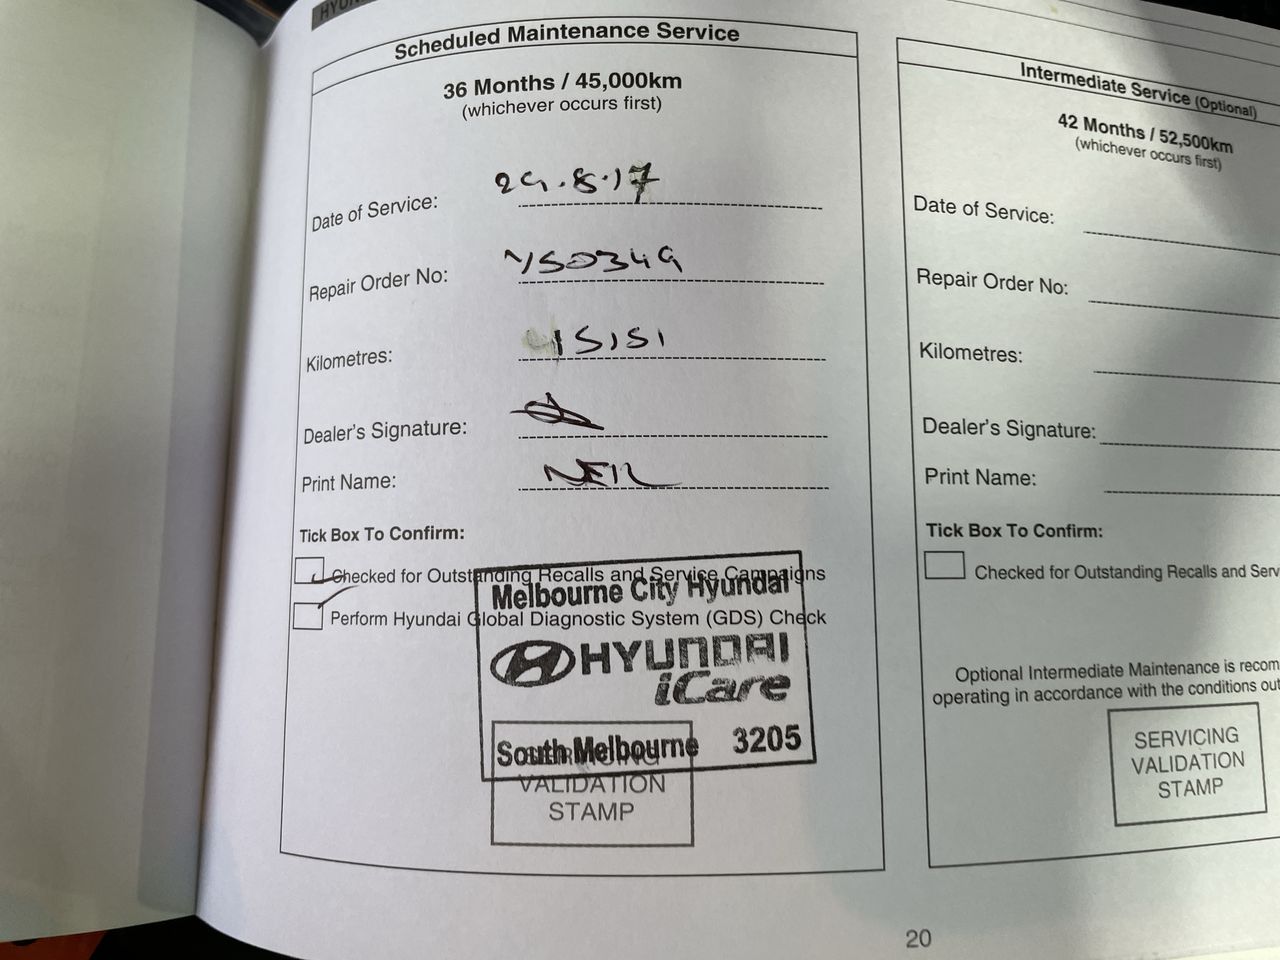 Scheduled Maintenance Service
36 Months / 45,000km
(whichever occurs first)
Date of Service: 29.8.17
Repair Order No:
Kilometres: 45151
Dealer's Signature:
Print Name: NEIL
Tick Box To Confirm:
Checked for Outstanding Recalls and Service Campaigns
Perform Hyundai Global Diagnostic System (GDS) Check
Melbourne City Hyundai
HYUNDAI
iCare
South Melbourne 3205
SERVICING
VALIDATION
STAMP
Intermediate Service (Optional)
42 Months / 52,500km
(whichever occurs first)
Date of Service:
Repair Order No:
Kilometres:
Dealer's Signature:
Print Name:
Tick Box To Confirm:
Checked for Outstanding Recalls and Serv
Optional Intermediate Maintenance is recom
operating in accordance with the conditions out
SERVICING
VALIDATION
STAMP
20